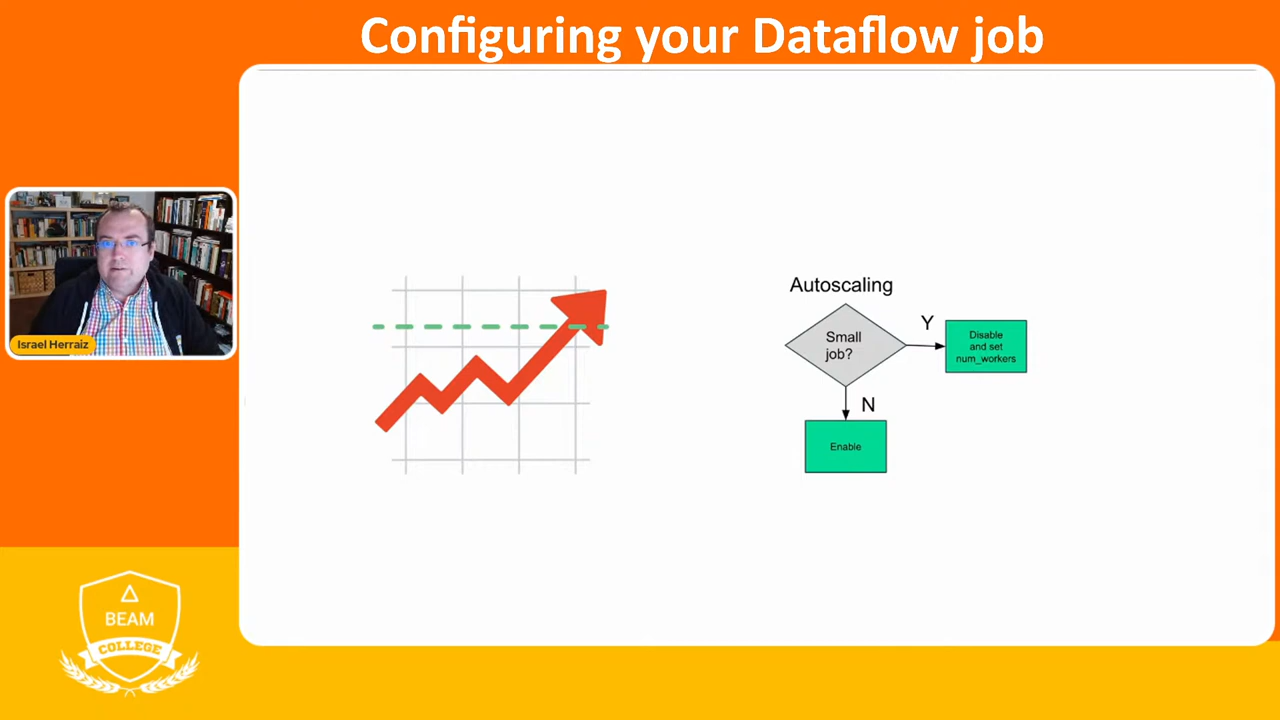 Configuring your Dataflow job
Israel Herraiz
Autoscaling
Small
job?
Y
Disable
and set
num_workers
N
Enable
BEAM
COLLEGE